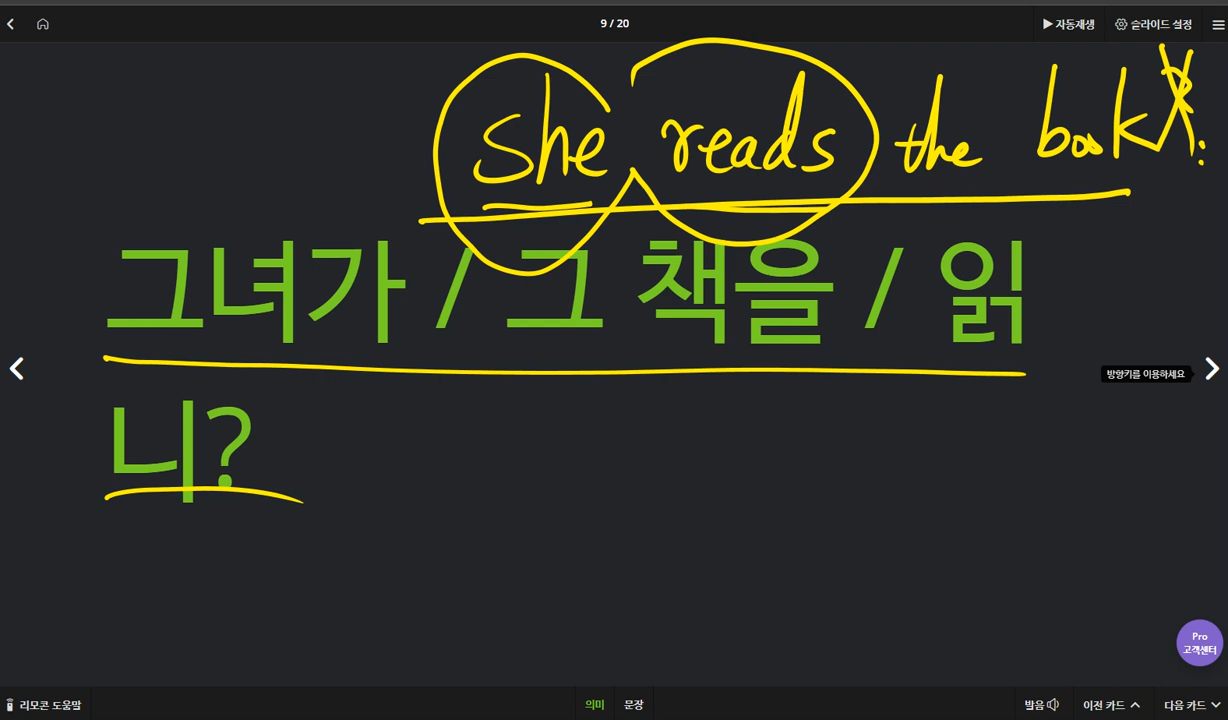 9 / 20
▶ 자동재생
슬라이드 설정
she reads the book
그녀가 / 그 책을 / 읽
니?
방향키를 이용하세요
Pro
고객센터
리모콘 도움말
의미
문장
발음
이전 카드
다음 카드